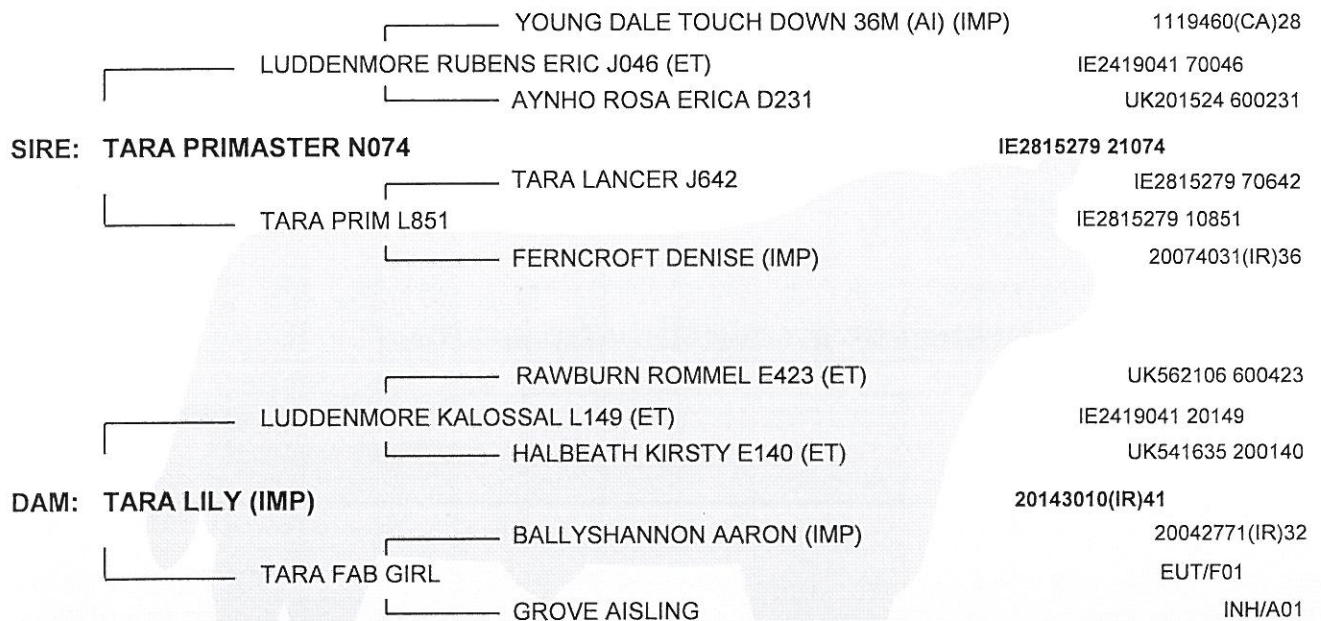 YOUNG DALE TOUCH DOWN 36M (AI) (IMP) 1119460(CA)28
LUDDENMORE RUBENS ERIC J046 (ET) IE2419041 70046
AYNHO ROSA ERICA D231 UK201524 600231
SIRE: TARA PRIMASTER N074 IE2815279 21074
TARA LANCER J642 IE2815279 70642
TARA PRIM L851 IE2815279 10851
FERNCROFT DENISE (IMP) 20074031(IR)36
RAWBURN ROMMEL E423 (ET) UK562106 600423
LUDDENMORE KALOSSAL L149 (ET) IE2419041 20149
HALBEATH KIRSTY E140 (ET) UK541635 200140
DAM: TARA LILY (IMP) 20143010(IR)41
BALLYSHANNON AARON (IMP) 20042771(IR)32
TARA FAB GIRL EUT/F01
GROVE AISLING INH/A01